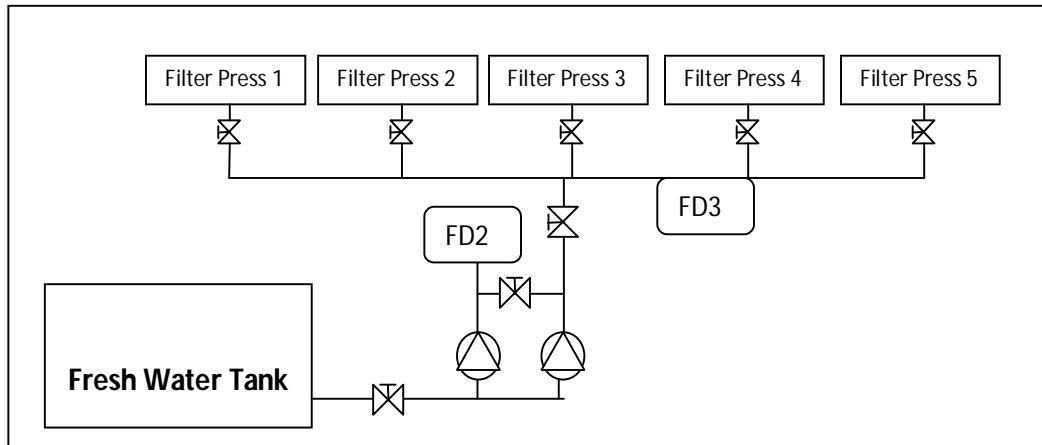 Filter Press 1
Filter Press 2
Filter Press 3
Filter Press 4
Filter Press 5
FD3
FD2
Fresh Water Tank